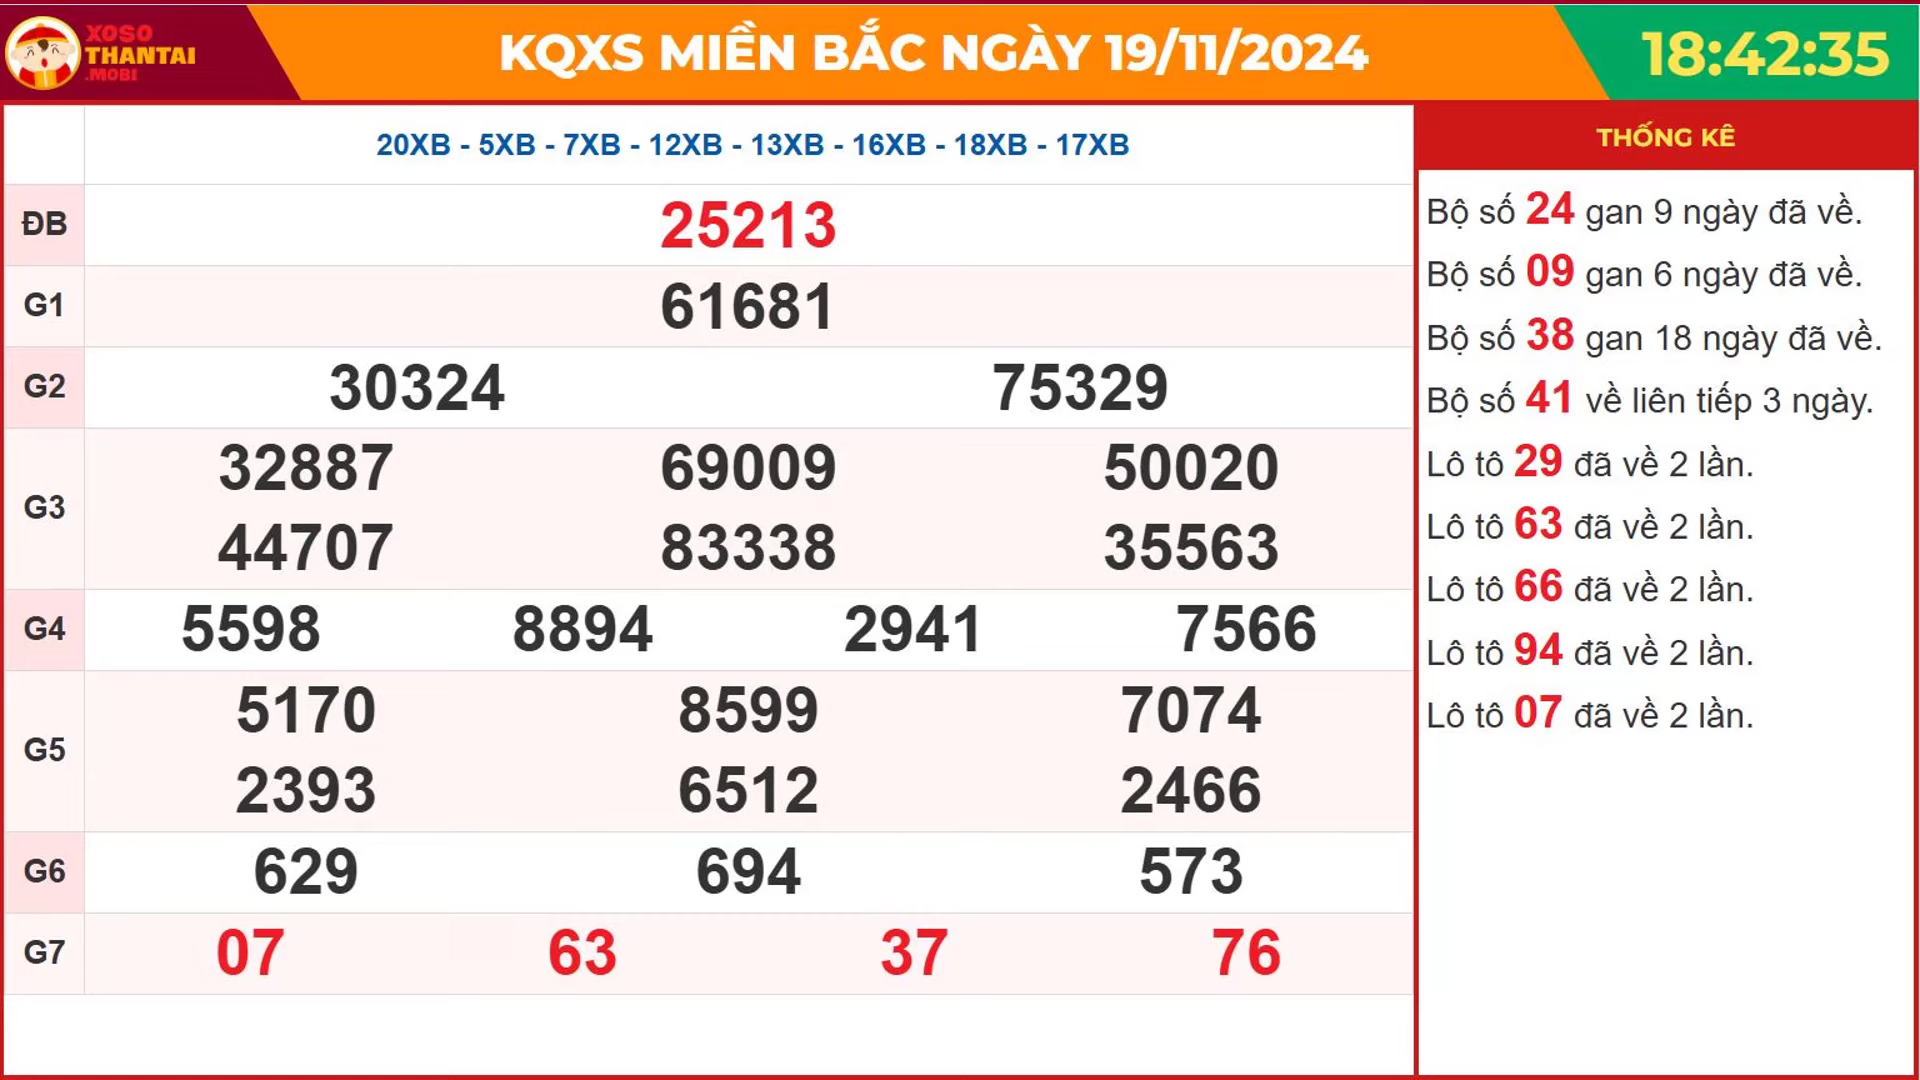 XOSO
THANTAI
.MOBI
KQXS MIỀN BẮC NGÀY 19/11/2024
18:42:35
20XB - 5XB - 7XB - 12XB - 13XB - 16XB - 18XB - 17XB
ĐB 25213
G1 61681
G2 30324 75329
G3 32887 69009 50020
44707 83338 35563
G4 5598 8894 2941 7566
G5 5170 8599 7074
2393 6512 2466
G6 629 694 573
G7 07 63 37 76
THỐNG KÊ
Bộ số 24 gan 9 ngày đã về.
Bộ số 09 gan 6 ngày đã về.
Bộ số 38 gan 18 ngày đã về.
Bộ số 41 về liên tiếp 3 ngày.
Lô tô 29 đã về 2 lần.
Lô tô 63 đã về 2 lần.
Lô tô 66 đã về 2 lần.
Lô tô 94 đã về 2 lần.
Lô tô 07 đã về 2 lần.